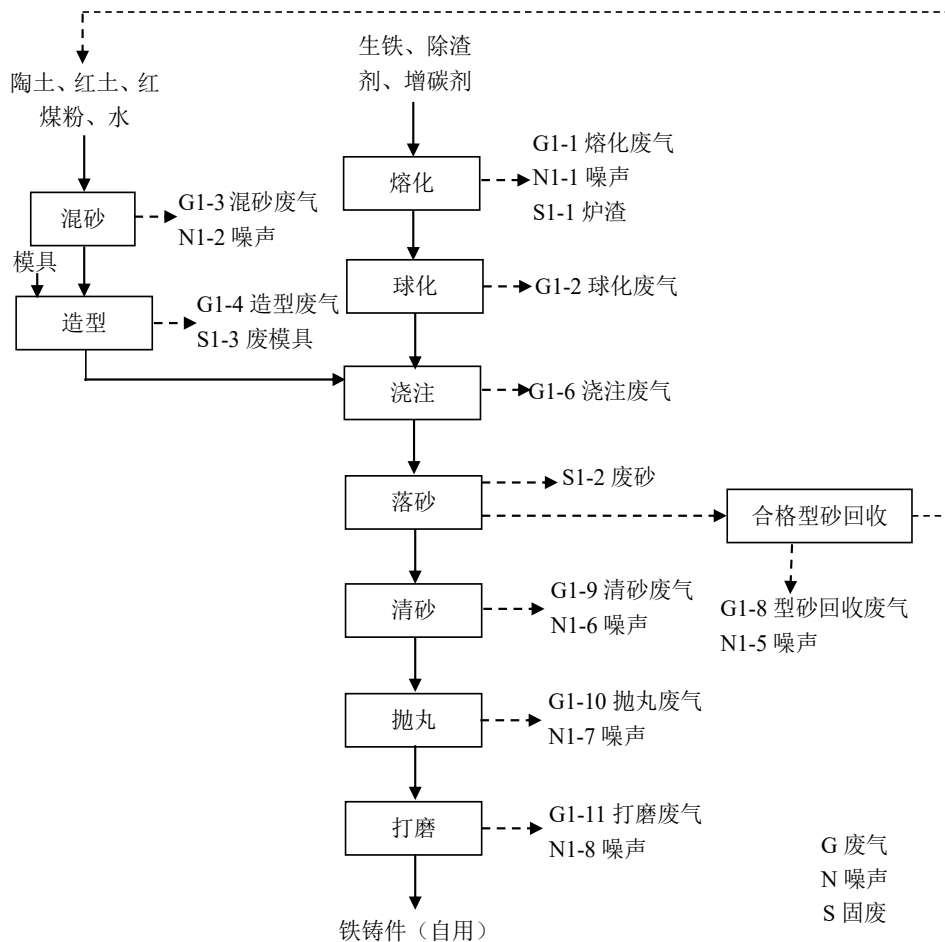 生铁、除渣
剂、增碳剂
陶土、红土、红
煤粉、水
熔化
G1-1 熔化废气
N1-1 噪声
S1-1 炉渣
混砂
G1-3 混砂废气
N1-2 噪声
模具
球化
G1-2 球化废气
造型
G1-4 造型废气
S1-3 废模具
浇注
G1-6 浇注废气
落砂
S1-2 废砂
合格型砂回收
G1-8 型砂回收废气
N1-5 噪声
清砂
G1-9 清砂废气
N1-6 噪声
抛丸
G1-10 抛丸废气
N1-7 噪声
打磨
G1-11 打磨废气
N1-8 噪声
铁铸件（自用）
G 废气
N 噪声
S 固废